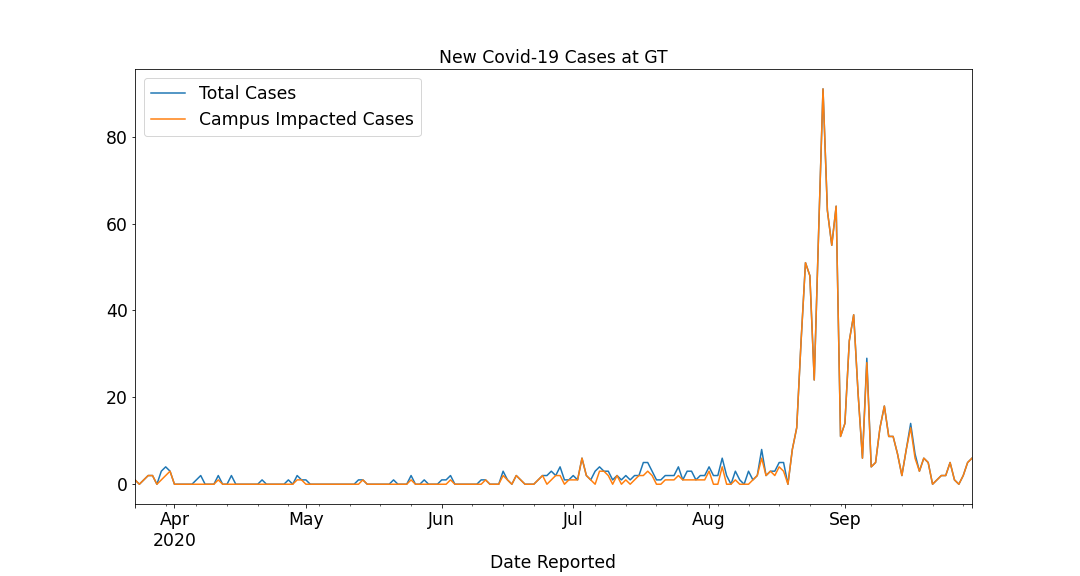 New Covid-19 Cases at GT
Total Cases
Campus Impacted Cases
80
60
40
20
0
Apr May Jun Jul Aug Sep
2020
Date Reported